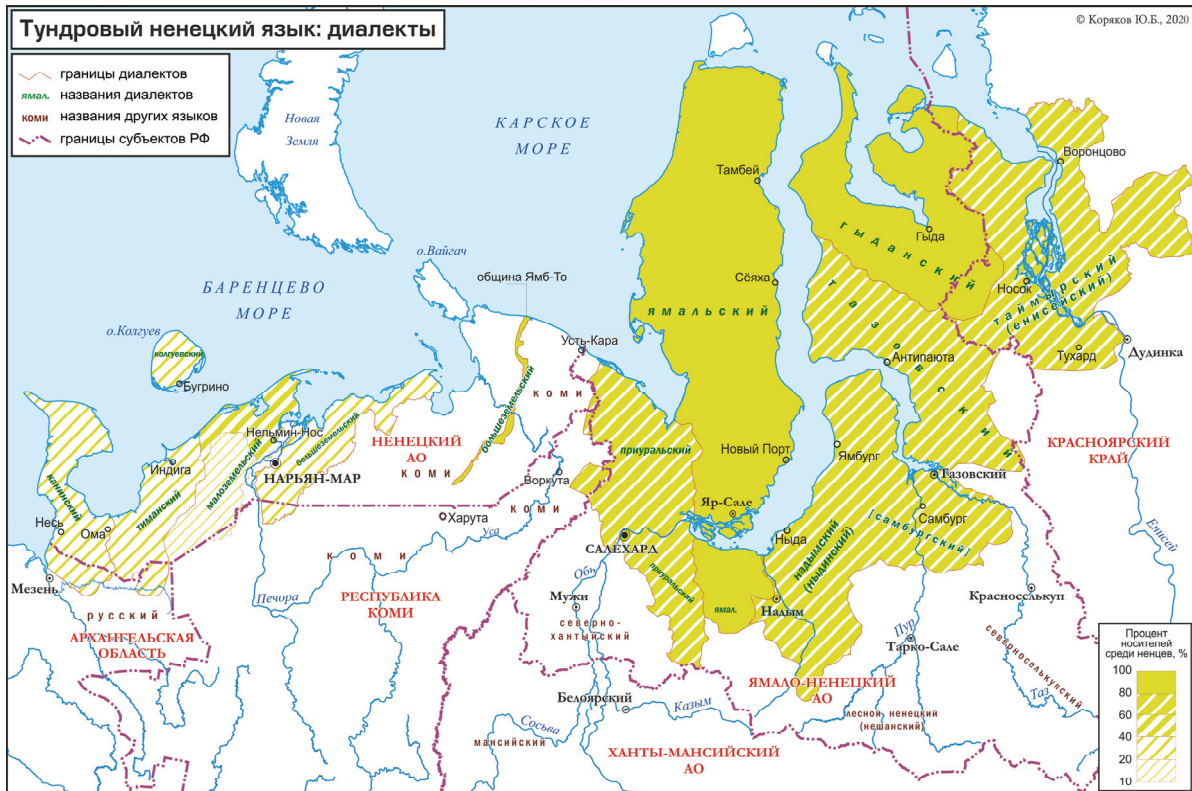 Тундровый ненецкий язык: диалекты
© Коряков Ю.Б., 2020
границы диалектов
ямал.
названия диалектов
коми
названия других языков
границы субъектов РФ
Новая
Земля
КАРСКОЕ
МОРЕ
БАРЕНЦЕВО
МОРЕ
о.Вайгач
община Ямб-То
о.Колгуев
колгуевский
Бугрино
Тамбей
Сёяха
ямальский
Гыда
гыданский
Воронцово
Носок
таймырский
(енисейский)
Тухард
Дудинка
тазовский
Антипаюта
Усть-Кара
коми
большеземельский
Нельмин-Нос
большеземельский
НЕНЕЦКИЙ
АО
коми
Индига
НАРЬЯН-МАР
малоземельский
тиманский
канинский
Несь
Ома
Мезень
Воркута
коми
Харута
Уса
коми
Печора
РЕСПУБЛИКА
КОМИ
русский
АРХАНГЕЛЬСКАЯ
ОБЛАСТЬ
приуральский
Новый Порт
Яр-Сале
Ямбург
Тазовский
Самбург
[самбургский]
КРАСНОЯРСКИЙ
КРАЙ
Енисей
САЛЕХАРД
Ныда
надымский
(ныдинский)
Обь
приуральский
ямал.
Надым
Мужи
северно-
хантыйский
Красноселькуп
Пур
Тарко-Сале
северноселькупский
Таз
ЯМАЛО-НЕНЕЦКИЙ
АО
Белоярский
Казым
лесной ненецкий
(нешанский)
Сосьва
мансийский
ХАНТЫ-МАНСИЙСКИЙ
АО
Процент
носителей
среди ненцев, %
100
80
60
40
20
10